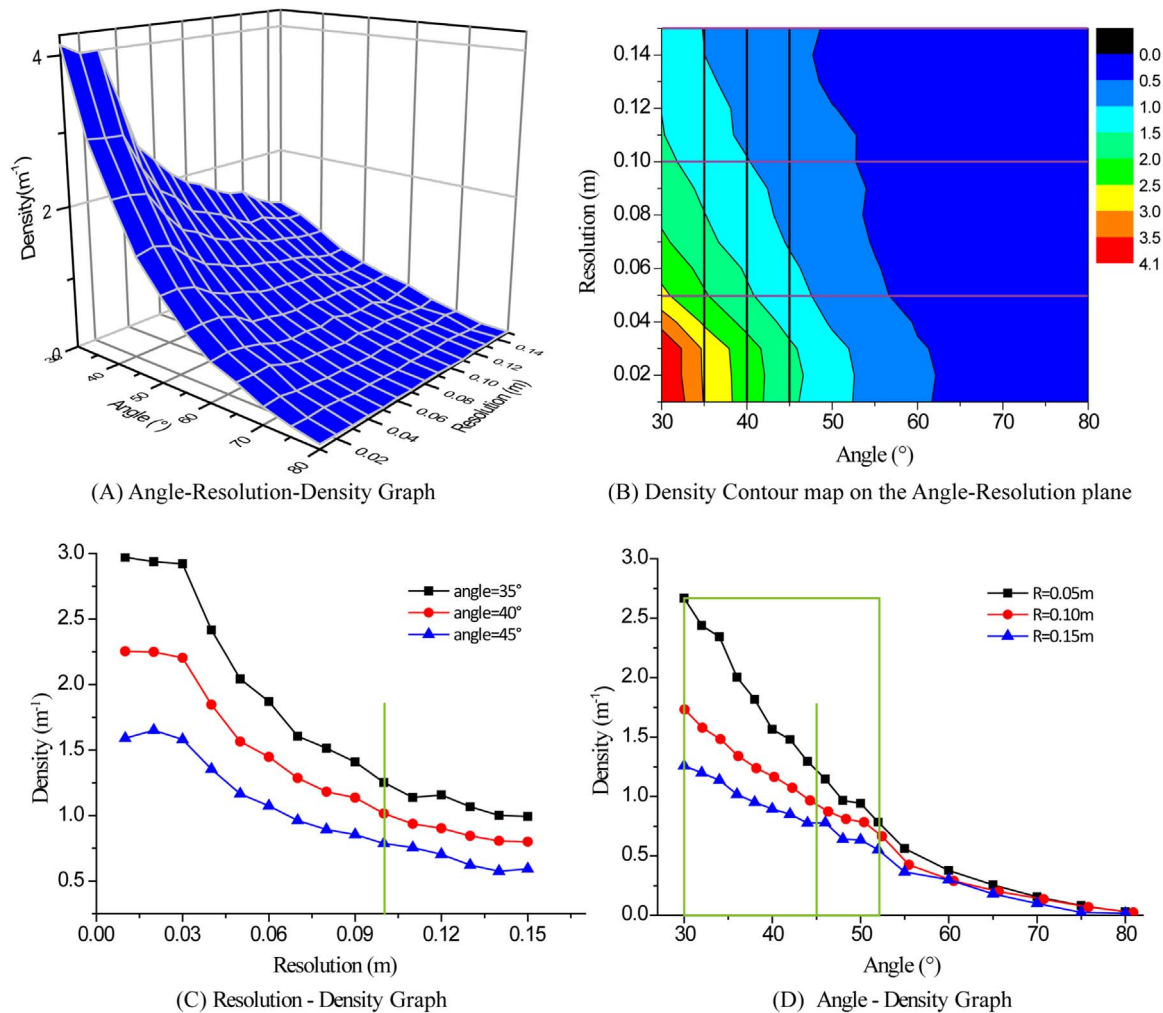 4
2
0
Density(m-1)
30
40
50
60
70
80
Angle (°)
0.02
0.04
0.06
0.08
0.10
0.12
0.14
Resolution (m)
(A) Angle-Resolution-Density Graph
0.14
0.12
0.10
0.08
0.06
0.04
0.02
Resolution (m)
30 40 50 60 70 80
Angle (°)
0.0
0.5
1.0
1.5
2.0
2.5
3.0
3.5
4.1
(B) Density Contour map on the Angle-Resolution plane
3.0
2.5
2.0
1.5
1.0
0.5
Density (m-1)
angle=35°
angle=40°
angle=45°
0.00 0.03 0.06 0.09 0.12 0.15
Resolution (m)
(C) Resolution - Density Graph
3.0
2.5
2.0
1.5
1.0
0.5
0.0
Density (m-1)
R=0.05m
R=0.10m
R=0.15m
30 40 50 60 70 80
Angle (°)
(D) Angle - Density Graph